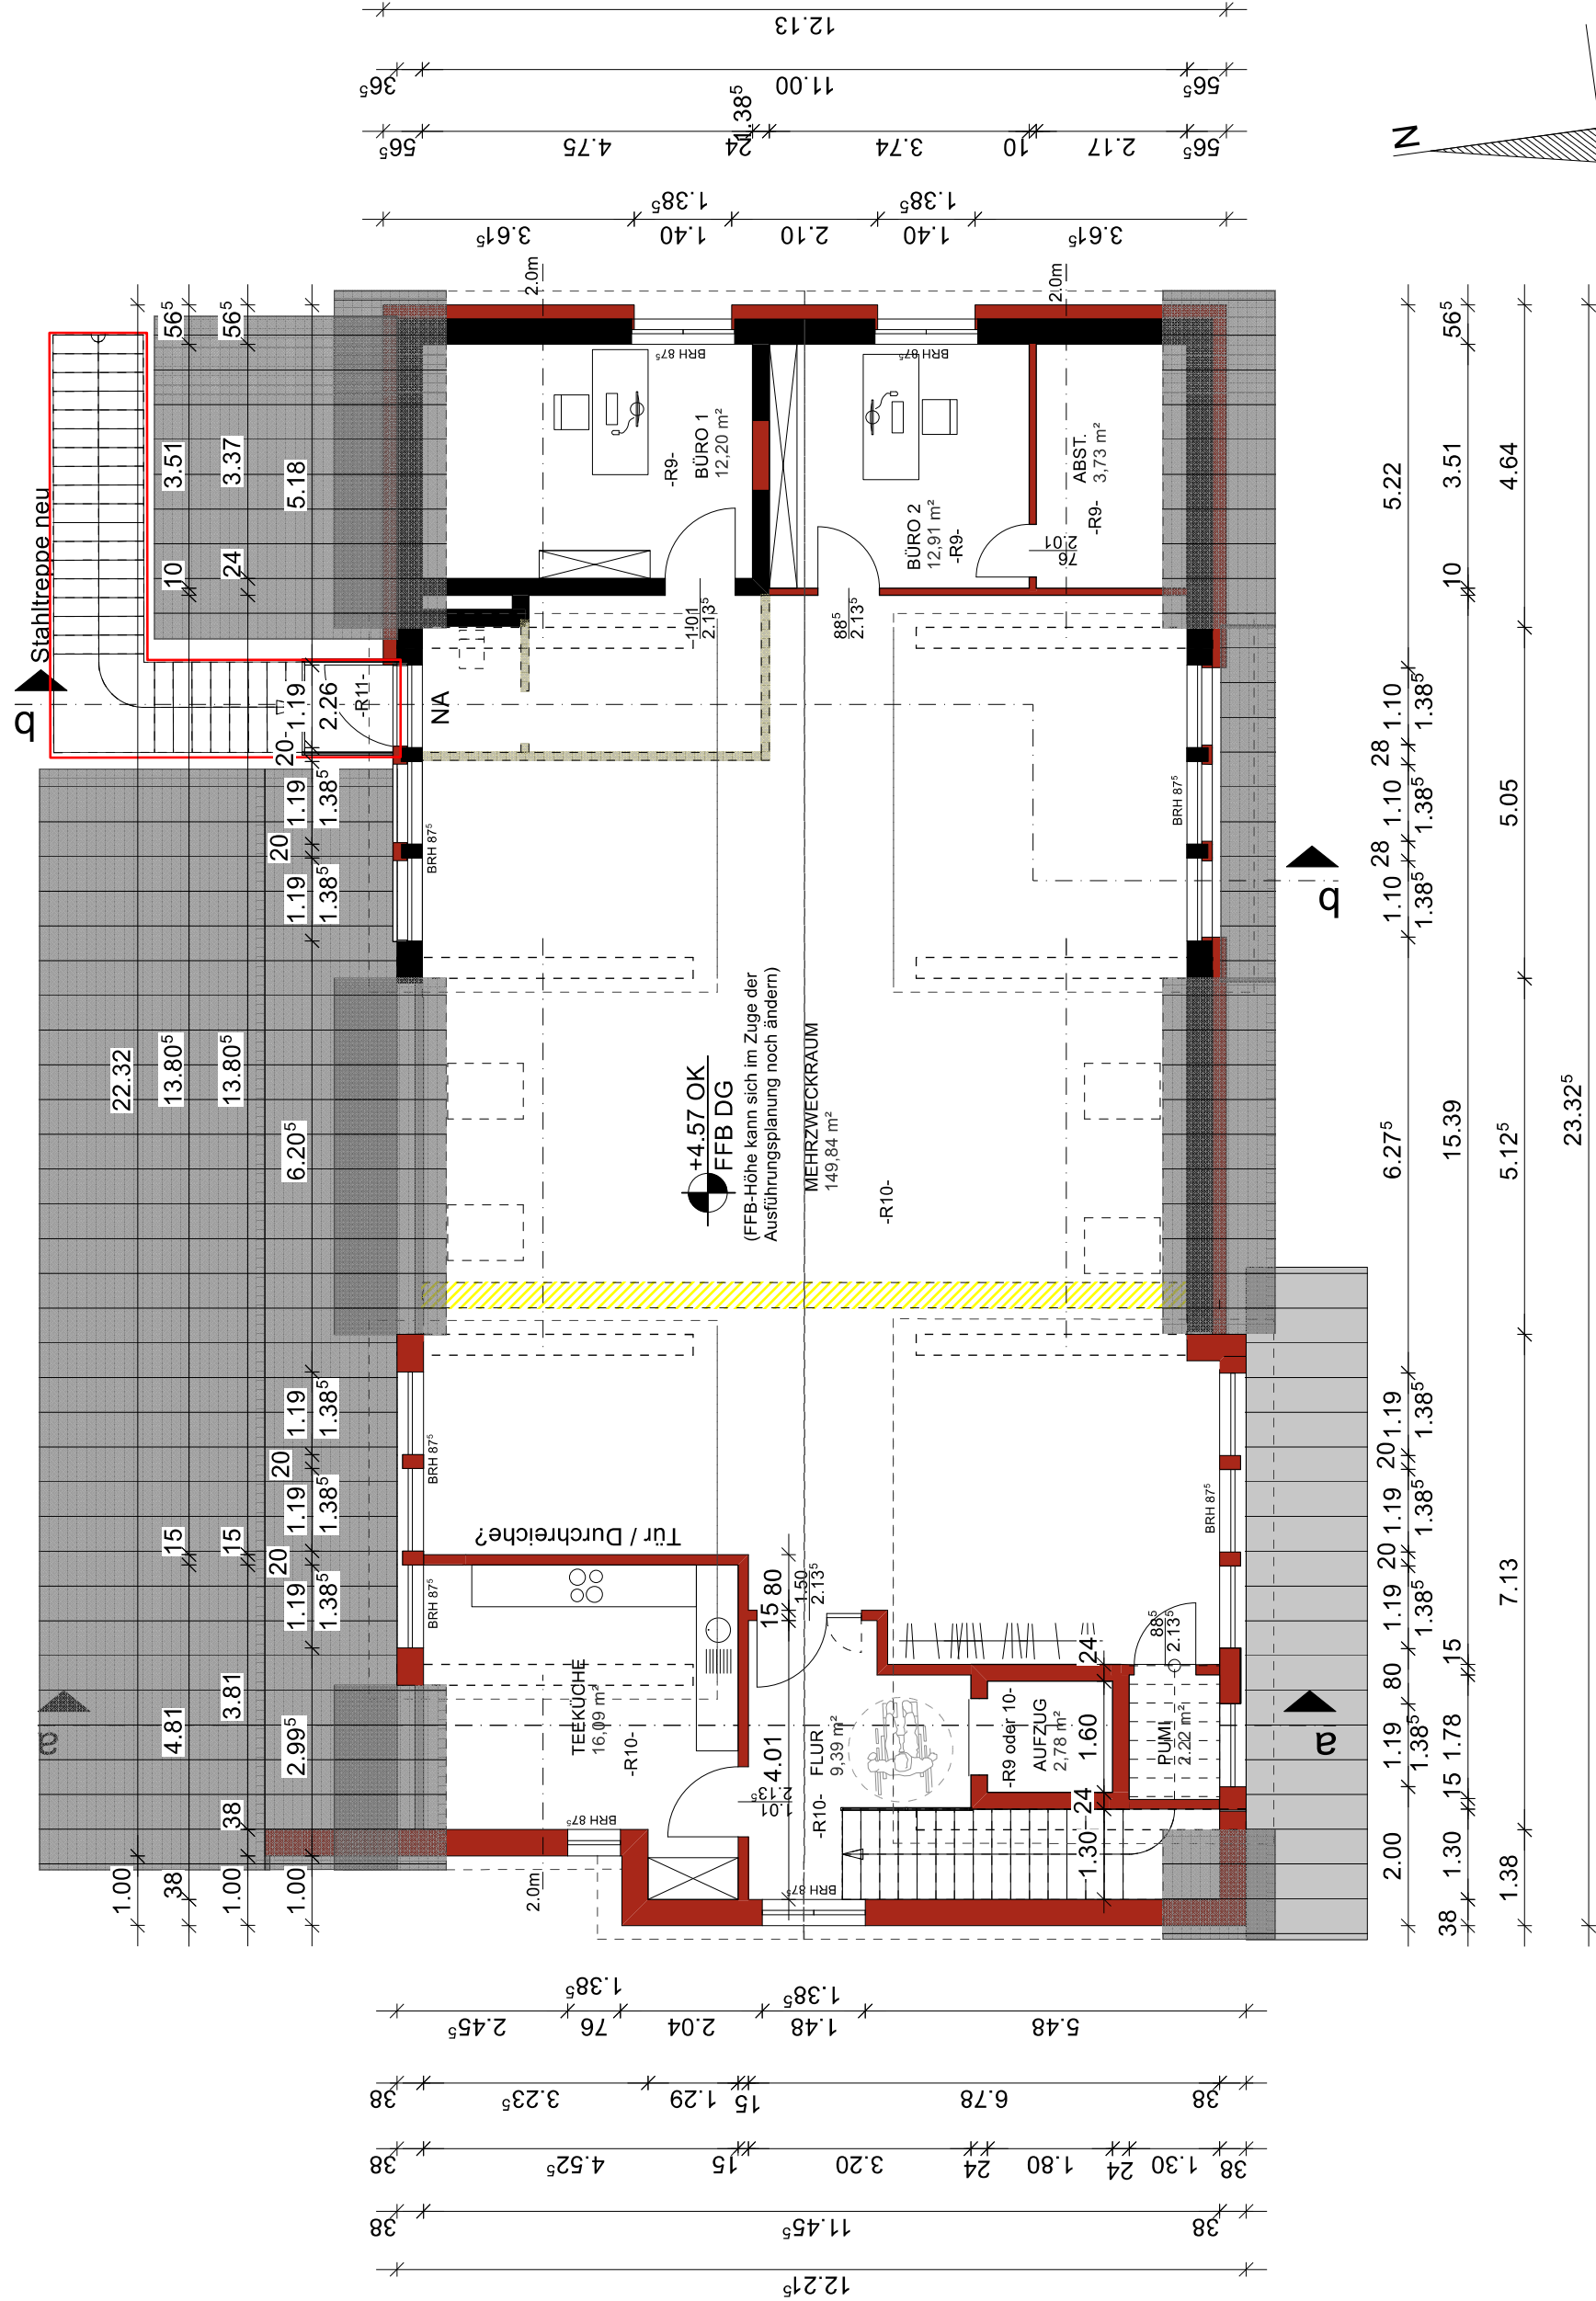 12.13
36⁵
11.00
56⁵
1.38⁵
56⁵
4.75
24
3.74
10
2.17
56⁵
1.38⁵
1.38⁵
3.61⁵
1.40
2.10
1.40
3.61⁵
N
2.0m
2.0m
Stahltreppe neu
b
56⁵
56⁵
3.51
3.37
5.18
10
24
1.19
2.26
-R11-
20
1.19
1.38⁵
20
1.19
1.38⁵
22.32
13.80⁵
13.80⁵
6.20⁵
1.19
1.38⁵
20
1.19
1.38⁵
15
15
20
1.19
1.38⁵
a
4.81
3.81
2.99⁵
38
1.00
38
1.00
1.00
BRH 87⁵
BRH 87⁵
BÜRO 1
12,20 m²
-R9-
BÜRO 2
12,91 m²
-R9-
ABST.
3,73 m²
-R9-
76
2.01
1.01
2.13⁵
88⁵
2.13⁵
NA
BRH 87⁵
BRH 87⁵
+4.57 OK
FFB DG
(FFB-Höhe kann sich im Zuge der
Ausführungsplanung noch ändern)
MEHRZWECKRAUM
149,84 m²
-R10-
BRH 87⁵
BRH 87⁵
Tür / Durchreiche?
BRH 87⁵
15
80
1.50
2.13⁵
88⁵
2.13⁵
24
TEEKÜCHE
16,09 m²
-R10-
FLUR
9,39 m²
-R10-
4.01
1.01
2.13⁵
-R9 oder 10-
AUFZUG
2,78 m²
1.60
PUMI
2.22 m²
24
1.30
BRH 87⁵
BRH 87⁵
2.0m
5.22
56⁵
3.51
10
4.64
1.10
1.38⁵
28
1.10
1.38⁵
28
1.10
1.38⁵
5.05
b
6.27⁵
15.39
5.12⁵
23.32⁵
1.19
1.38⁵
20
1.19
1.38⁵
20
1.19
1.38⁵
7.13
80
15
1.19
1.38⁵
1.78
15
a
2.00
1.30
38
1.38
1.38⁵
1.38⁵
2.45⁵
76
2.04
1.48
5.48
38
3.23⁵
1.29
15
6.78
38
38
4.52⁵
15
3.20
24
1.80
24
1.30
38
38
11.45⁵
38
12.21⁵